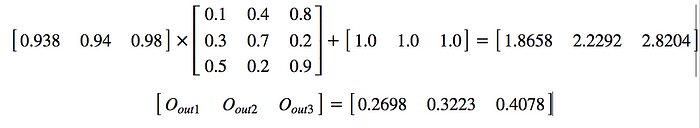 [0.938 0.94 0.98] × [0.1 0.4 0.8
0.3 0.7 0.2
0.5 0.2 0.9] + [1.0 1.0 1.0] = [1.8658 2.2292 2.8204]
[O_out1 O_out2 O_out3] = [0.2698 0.3223 0.4078]